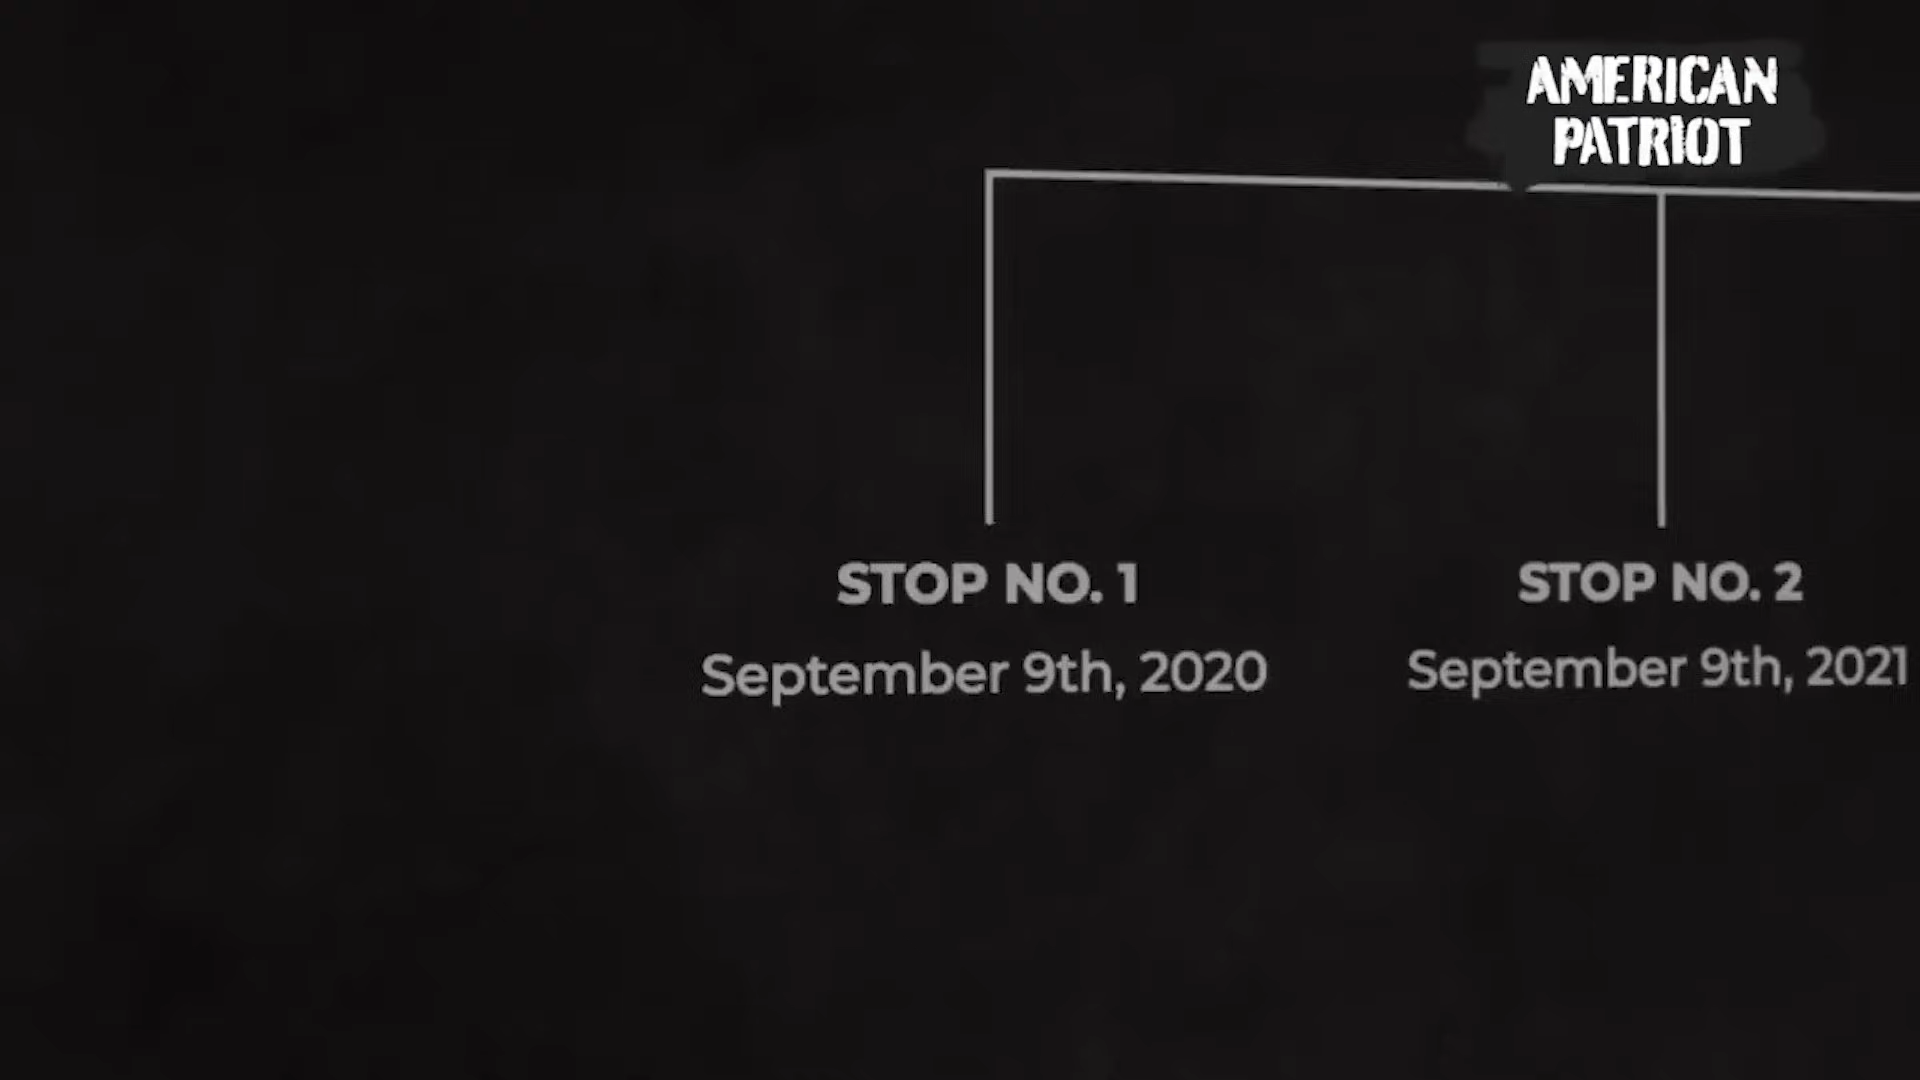 AMERICAN
PATRIOT
STOP NO. 1
September 9th, 2020
STOP NO. 2
September 9th, 2021